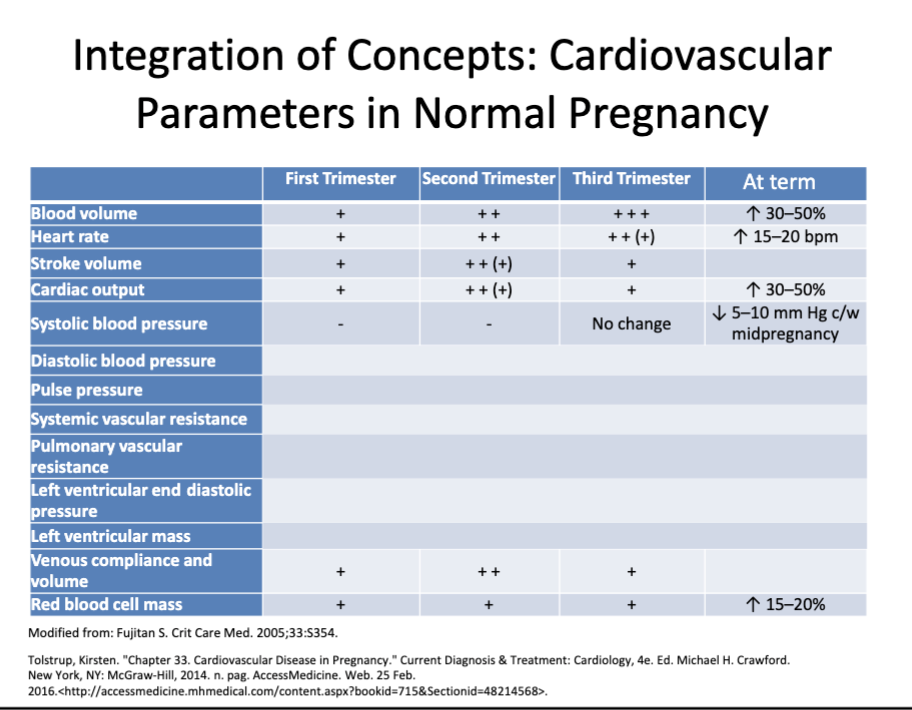 Integration of Concepts: Cardiovascular
Parameters in Normal Pregnancy
First Trimester Second Trimester Third Trimester At term
Blood volume + ++ +++ ↑ 30–50%
Heart rate + ++ ++(+) ↑ 15–20 bpm
Stroke volume + ++(+) +
Cardiac output + ++(+) + ↑ 30–50%
Systolic blood pressure - - No change ↓ 5–10 mm Hg c/w
midpregnancy
Diastolic blood pressure
Pulse pressure
Systemic vascular resistance
Pulmonary vascular
resistance
Left ventricular end diastolic
pressure
Left ventricular mass
Venous compliance and
volume + ++ +
Red blood cell mass + + + ↑ 15–20%
Modified from: Fujitan S. Crit Care Med. 2005;33:S354.
Tolstrup, Kirsten. "Chapter 33. Cardiovascular Disease in Pregnancy." Current Diagnosis & Treatment: Cardiology, 4e. Ed. Michael H. Crawford.
New York, NY: McGraw-Hill, 2014. n. pag. AccessMedicine. Web. 25 Feb.
2016.<http://accessmedicine.mhmedical.com/content.aspx?bookid=715&Sectionid=48214568>.